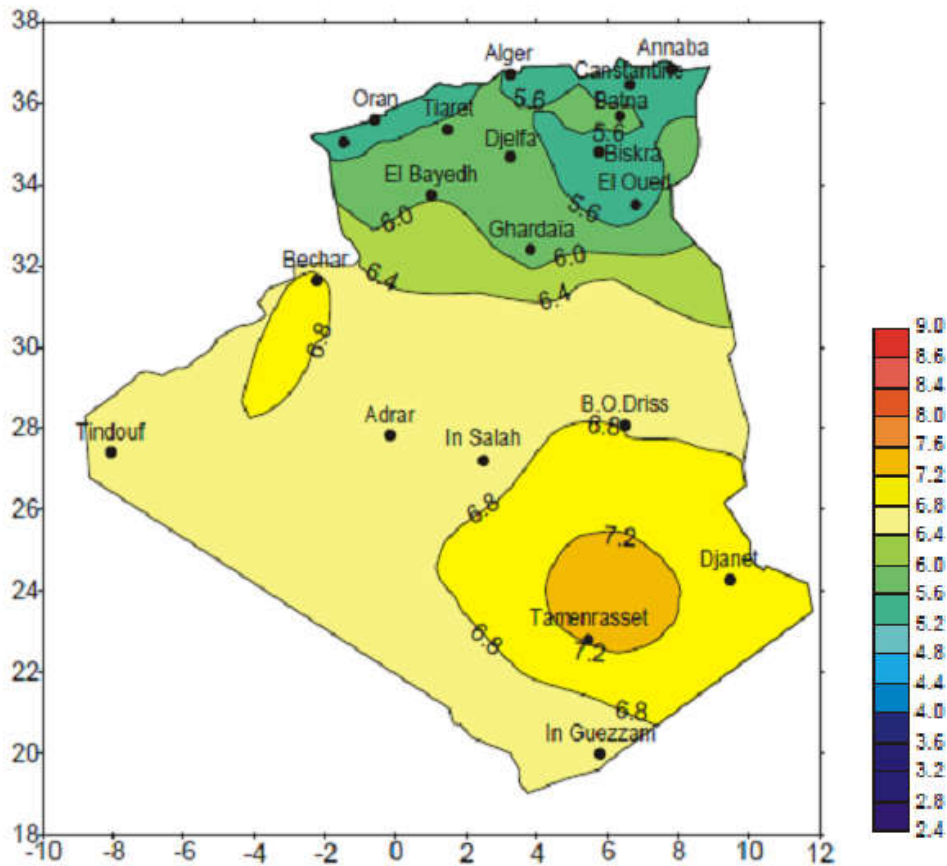 38
36
34
32
30
28
26
24
22
20
18
-10
-8
-6
-4
-2
0
2
4
6
8
10
12
Annaba
Alger
Canstantine
5.6
Batna
Oran
Tiaret
5.6
Djelfa
Biskra
El Bayedh
El Oued
5.6
6.0
Ghardaïa
6.0
Bechar
6.4
6.4
6.8
B.O.Driss
Adrar
6.8
Tindouf
In Salah
6.8
7.2
Djanet
Tamenrasset
6.8
7.2
6.8
In Guezzam
9.0
8.6
8.4
8.0
7.6
7.2
6.8
6.4
6.0
5.6
5.2
4.8
4.4
4.0
3.6
3.2
2.8
2.4